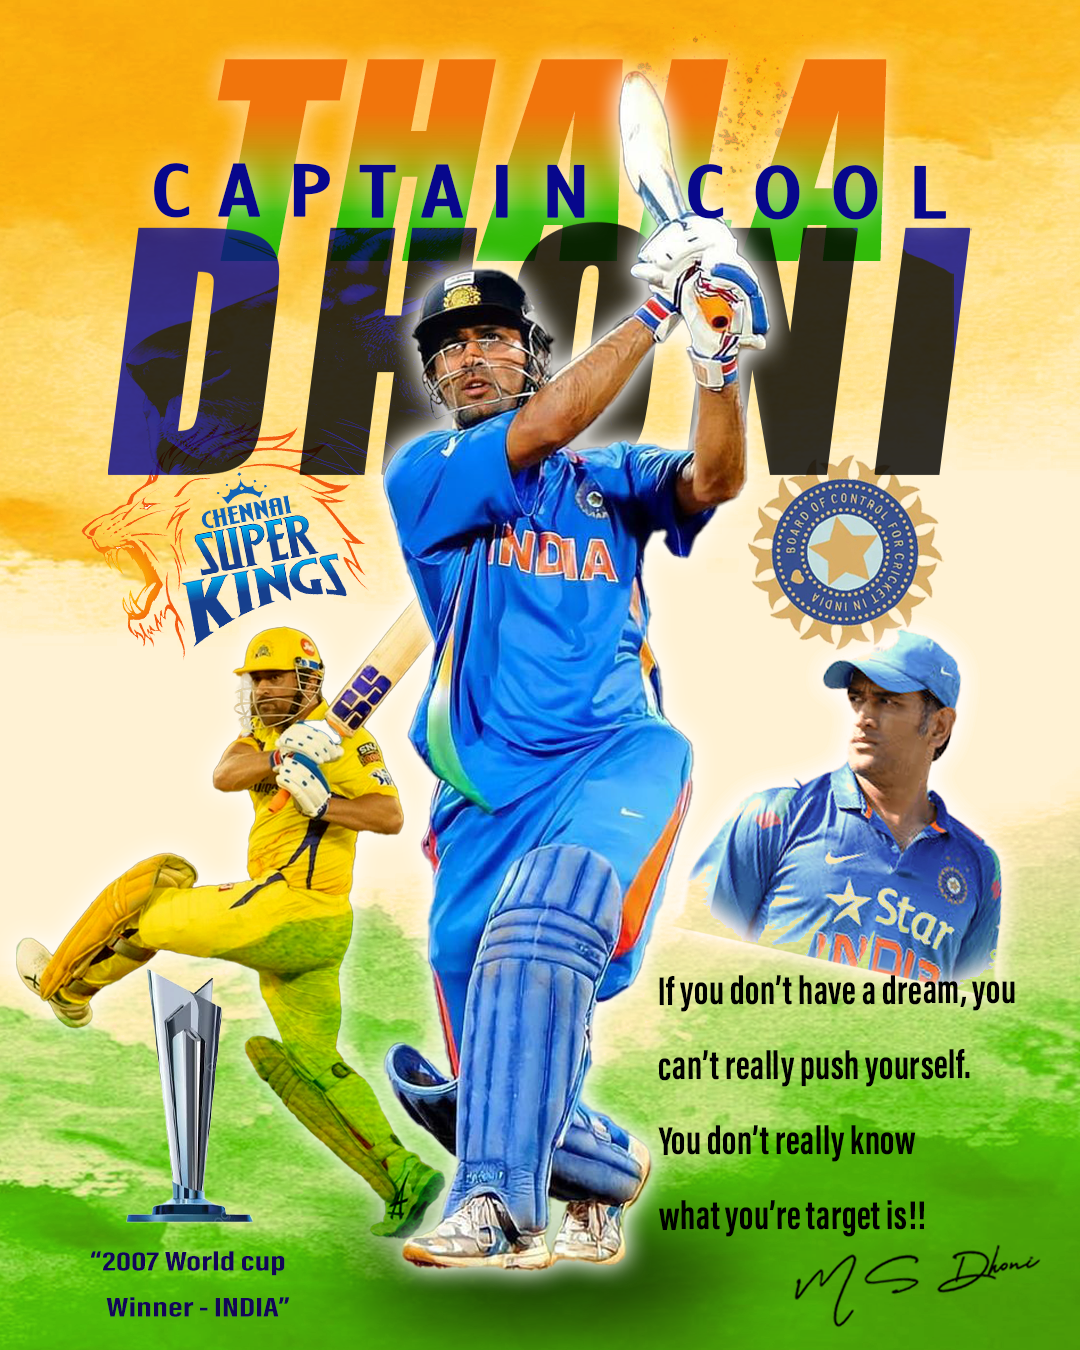 THALA
CAPTAIN COOL
DHONI
CHENNAI
SUPER
KINGS
BOARD OF CONTROL FOR CRICKET IN INDIA
INDIA
SS
Star
INDIA
If you don't have a dream, you
can't really push yourself.
You don't really know
what you're target is!!
M S Dhoni
“2007 World cup
Winner - INDIA”